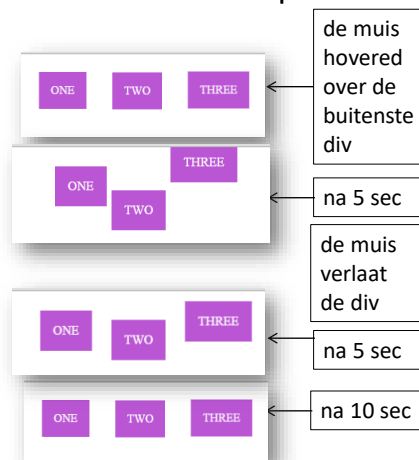 de muis
hovered
over de
buitenste
div
ONE TWO THREE
THREE
ONE
TWO
na 5 sec
de muis
verlaat
de div
THREE
ONE
TWO
na 5 sec
ONE TWO THREE
na 10 sec